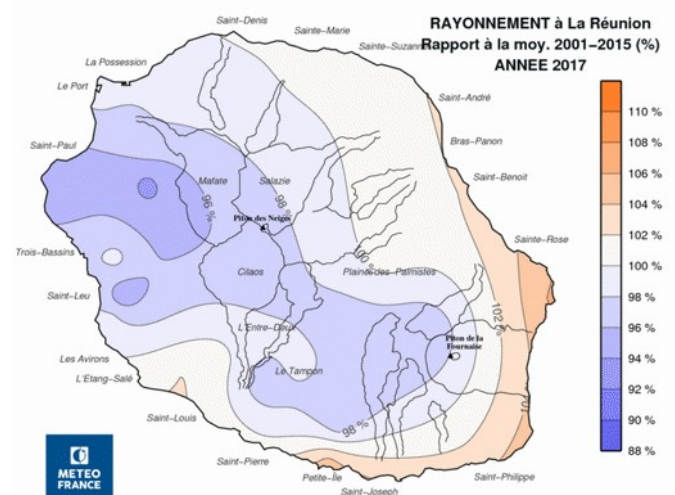 RAYONNEMENT à La Réunion
Rapport à la moy. 2001–2015 (%)
ANNEE 2017
Saint–Denis
Sainte–Marie
Sainte–Suzanne
La Possession
Le Port
Saint–André
Saint–Paul
Bras–Panon
Mafate
Salazie
Saint–Benoit
96 %
98 %
Piton des Neiges
Sainte–Rose
Trois–Bassins
100 %
Cilaos
Plaine des–Palmistes
Saint–Leu
102 %
L'Entre–Deux
Piton de la
Fournaise
Les Avirons
Le Tampon
L'Etang–Salé
Saint–Louis
98 %
Saint–Pierre
Petite–Ile
Saint–Philippe
Saint–Joseph
110 %
108 %
106 %
104 %
102 %
100 %
98 %
96 %
94 %
92 %
90 %
88 %
METEO
FRANCE